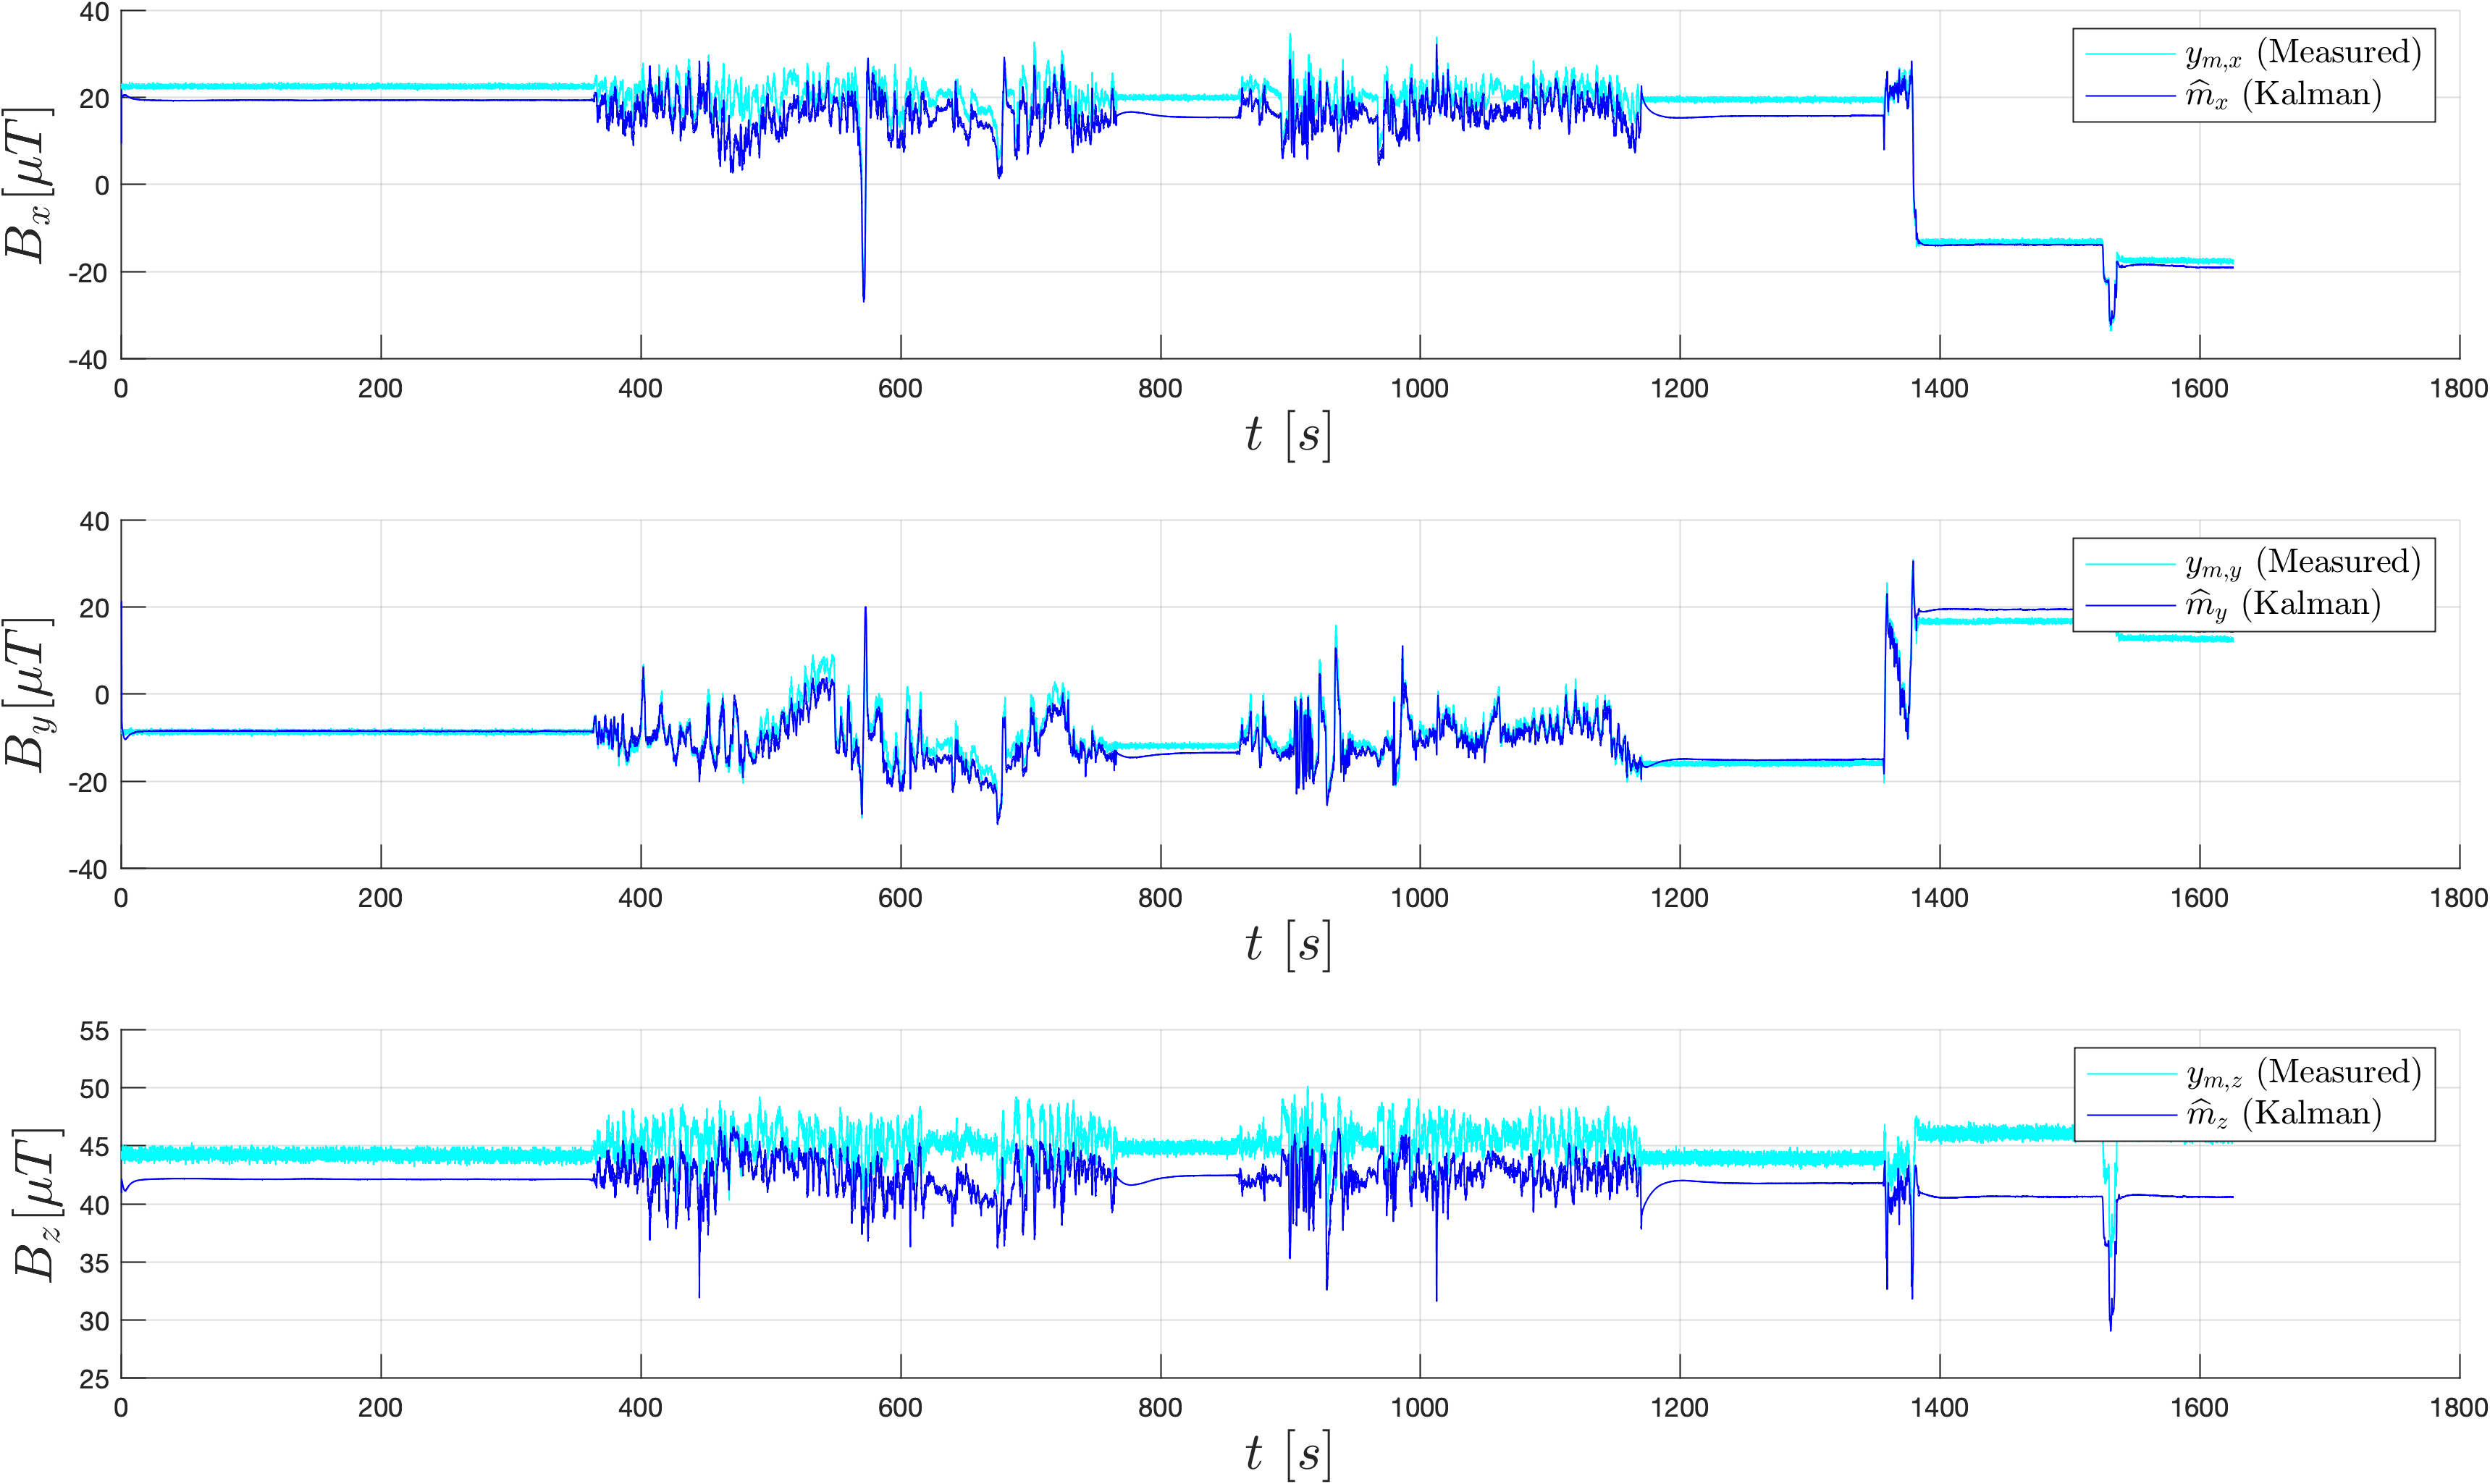 40
20
0
-20
-40
B_x [μT]
0 200 400 600 800 1000 1200 1400 1600 1800
t [s]
y_{m,x} (Measured)
m̂_x (Kalman)
40
20
0
-20
-40
B_y [μT]
0 200 400 600 800 1000 1200 1400 1600 1800
t [s]
y_{m,y} (Measured)
m̂_y (Kalman)
55
50
45
40
35
30
25
B_z [μT]
0 200 400 600 800 1000 1200 1400 1600 1800
t [s]
y_{m,z} (Measured)
m̂_z (Kalman)